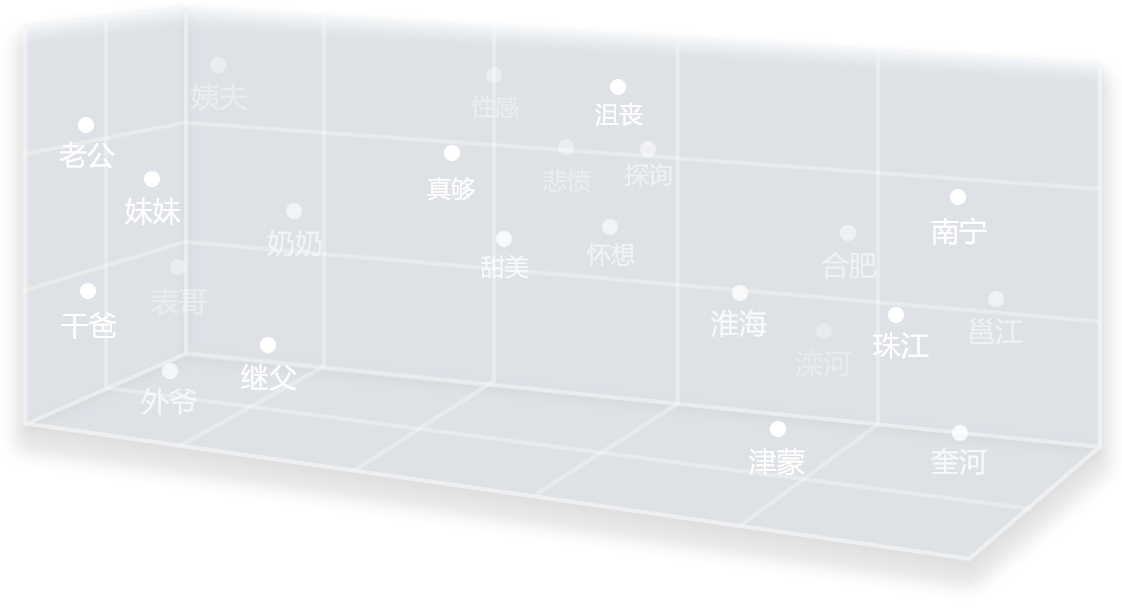 姨夫
性感
沮丧
老公
真够
悲愤
探询
妹妹
南宁
奶奶
甜美
怀想
合肥
表哥
干爸
淮海
珠江
邕江
滦河
继父
外爷
津蒙
奎河